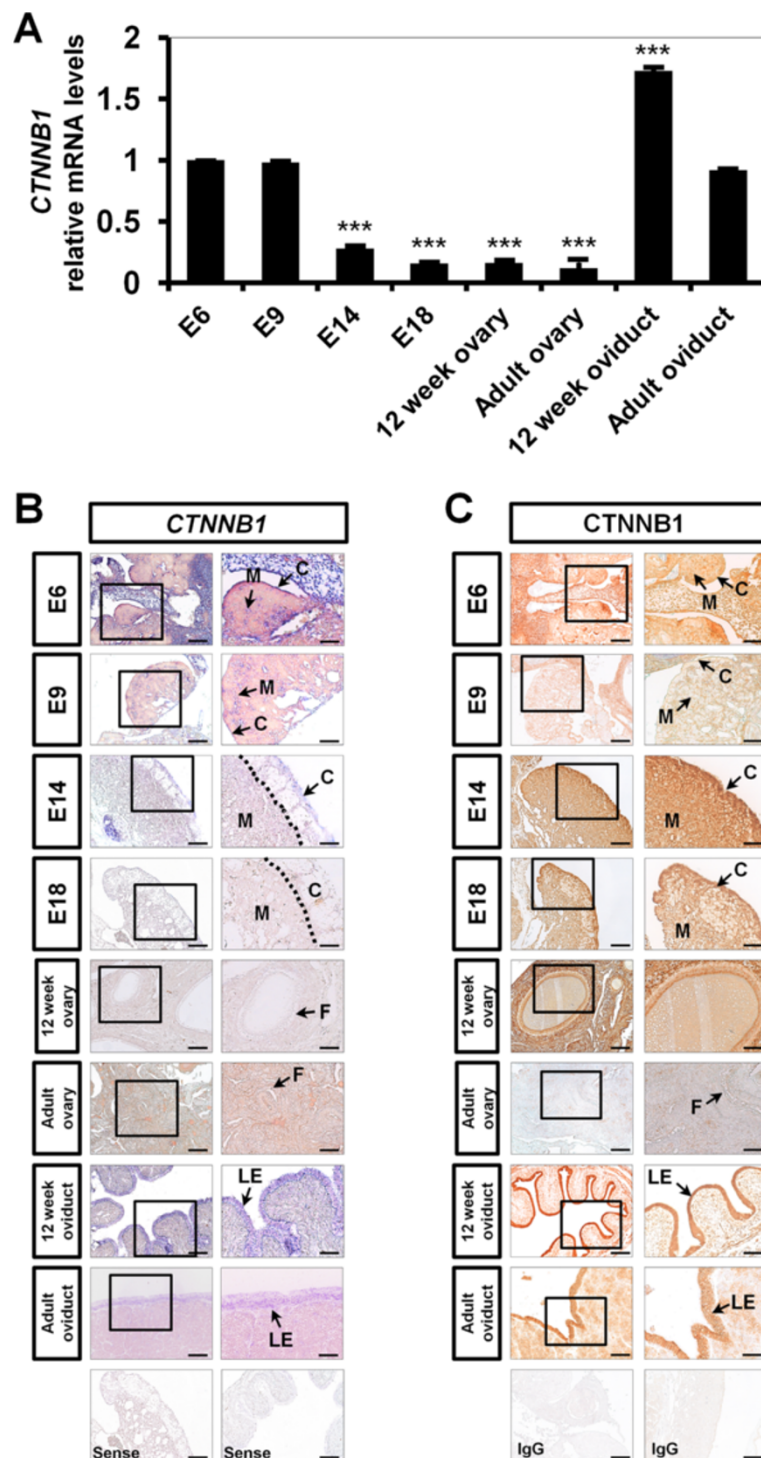 A
CTNNB1
relative mRNA levels
2
1.5
1
0.5
0
***
***
***
***
***
E6
E9
E14
E18
12 week ovary
Adult ovary
12 week oviduct
Adult oviduct
B
CTNNB1
E6
M
C
E9
M
C
E14
C
M
E18
C
M
12 week
ovary
F
Adult
ovary
F
12 week
oviduct
LE
Adult
oviduct
LE
Sense
Sense
C
CTNNB1
E6
M
C
E9
C
M
E14
C
M
E18
C
M
12 week
ovary
Adult
ovary
F
12 week
oviduct
LE
Adult
oviduct
LE
IgG
IgG